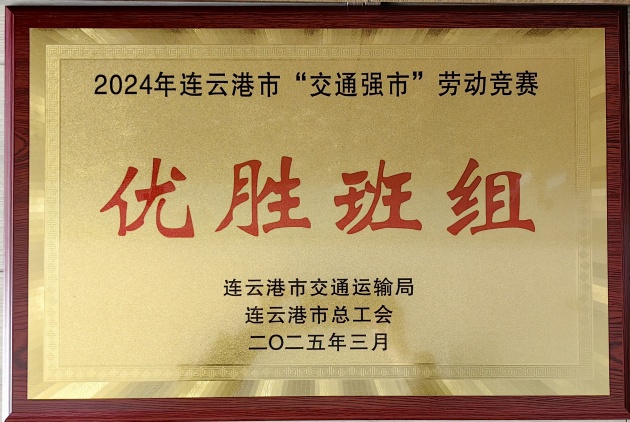 2024年连云港市“交通强市”劳动竞赛
优胜班组
连云港市交通运输局
连云港市总工会
二〇二五年三月